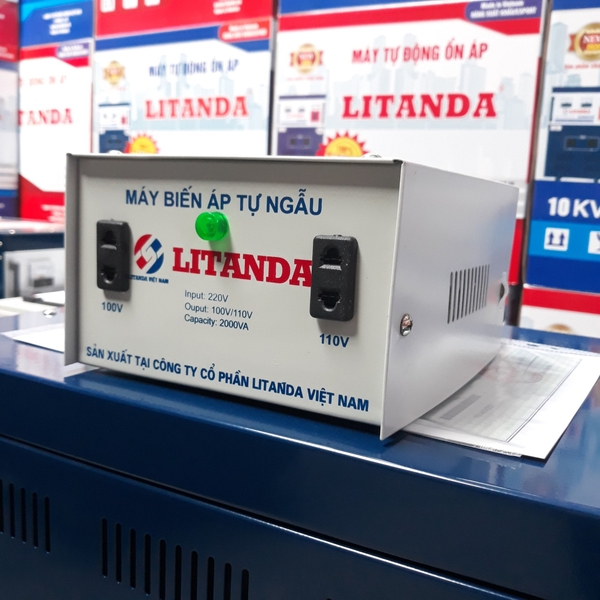 MÁY TỰ ĐỘNG ỔN ÁP
LITANDA
MÁY TỰ ĐỘNG ỔN ÁP
LITANDA
TANDA
10 KV
MÁY BIẾN ÁP TỰ NGẪU
LITANDA
LITANDA VIỆT NAM
Input: 220V
Ouput: 100V/110V
Capacity: 2000VA
100V
110V
SẢN XUẤT TẠI CÔNG TY CỔ PHẦN LITANDA VIỆT NAM